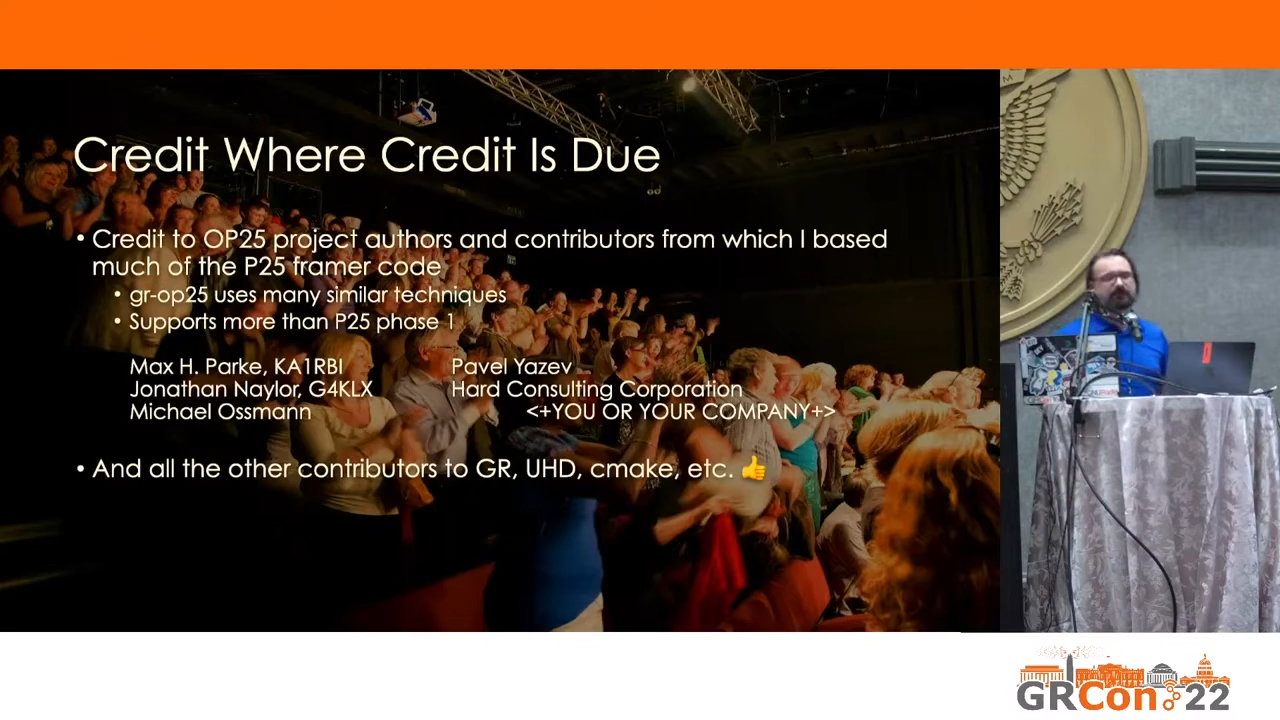 Credit Where Credit Is Due
• Credit to OP25 project authors and contributors from which I based
much of the P25 framer code
• gr-op25 uses many similar techniques
• Supports more than P25 phase 1
Max H. Parke, KA1RBI Pavel Yazev
Jonathan Naylor, G4KLX Hard Consulting Corporation
Michael Ossmann <+YOU OR YOUR COMPANY+>
• And all the other contributors to GR, UHD, cmake, etc. 👍
GRCon 22